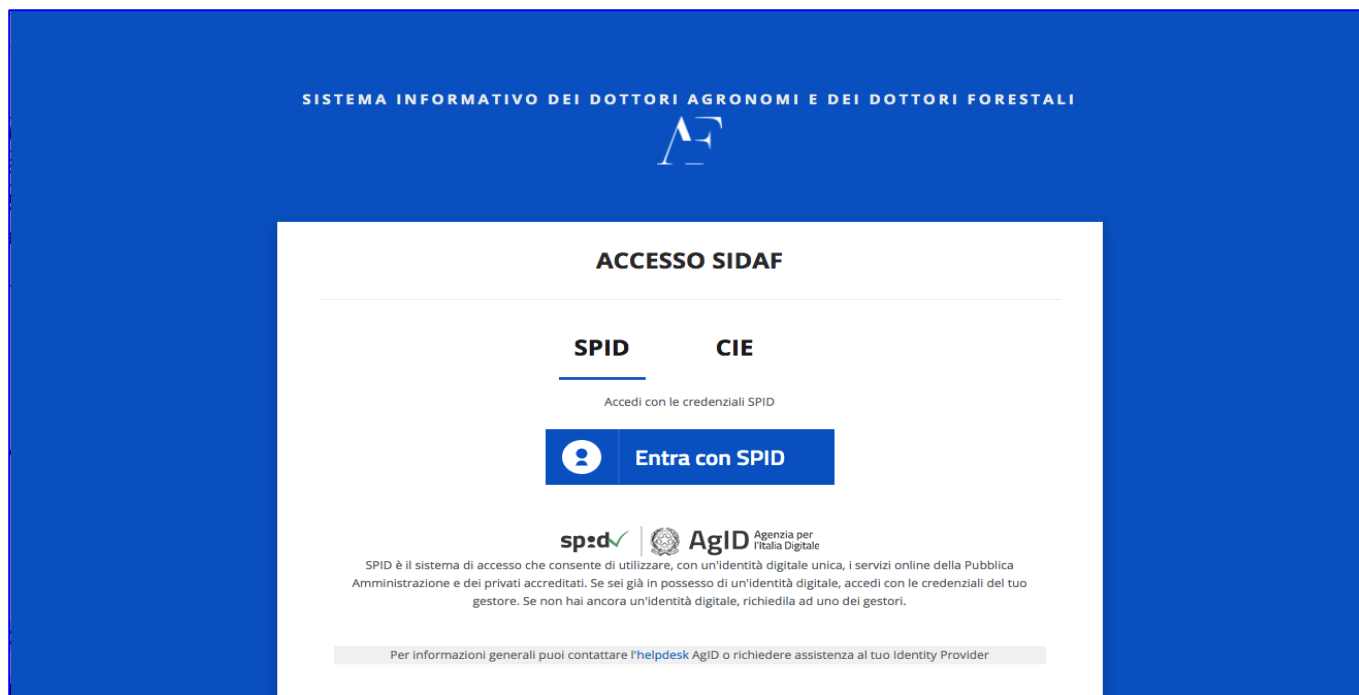 SISTEMA INFORMATIVO DEI DOTTORI AGRONOMI E DEI DOTTORI FORESTALI
AF
ACCESSO SIDAF
SPID CIE
Accedi con le credenziali SPID
Entra con SPID
spid AgID Agenzia per
l'Italia Digitale
SPID è il sistema di accesso che consente di utilizzare, con un'identità digitale unica, i servizi online della Pubblica
Amministrazione e dei privati accreditati. Se sei già in possesso di un'identità digitale, accedi con le credenziali del tuo
gestore. Se non hai ancora un'identità digitale, richiedila ad uno dei gestori.
Per informazioni generali puoi contattare l'helpdesk AgID o richiedere assistenza al tuo Identity Provider